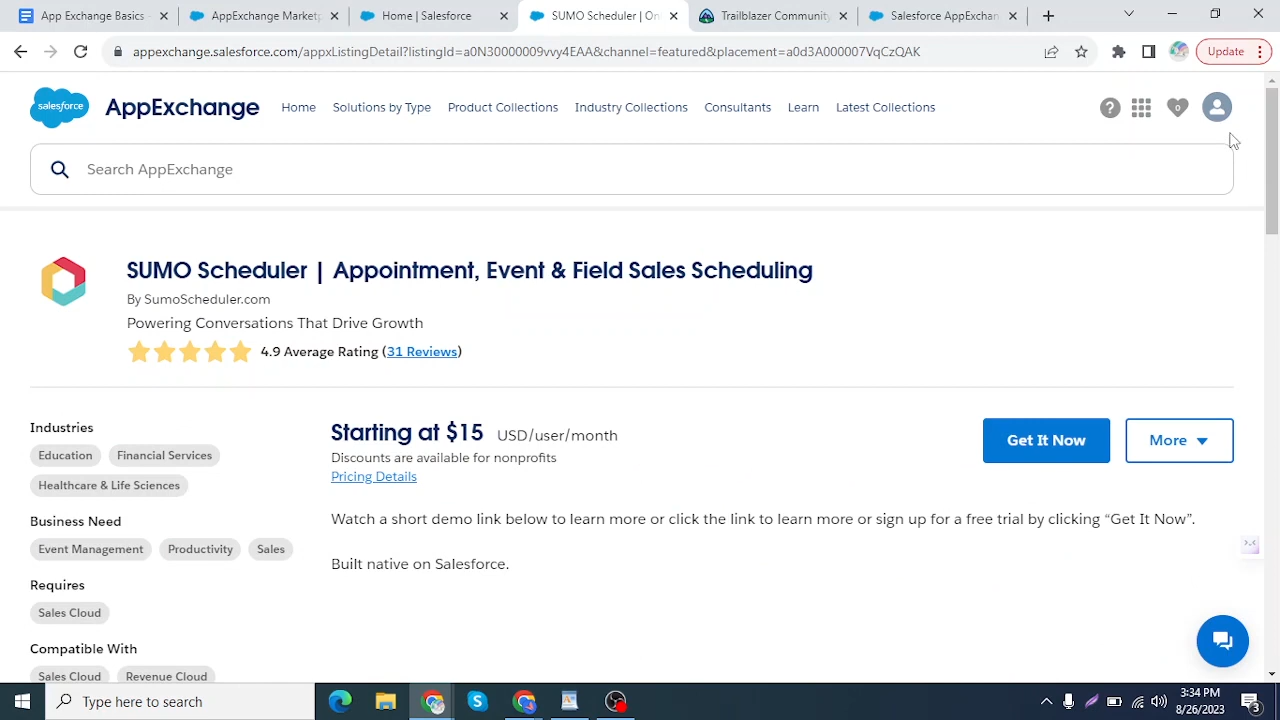 App Exchange Basics
AppExchange Marketp
Home | Salesforce
SUMO Scheduler | On
Trailblazer Community
Salesforce AppExchan
appexchange.salesforce.com/appxListingDetail?listingId=a0N30000009vvy4EAA&channel=featured&placement=a0d3A000007VqCzQAK
Update
salesforce
AppExchange
Home
Solutions by Type
Product Collections
Industry Collections
Consultants
Learn
Latest Collections
?
0
Search AppExchange
SUMO Scheduler | Appointment, Event & Field Sales Scheduling
By SumoScheduler.com
Powering Conversations That Drive Growth
4.9 Average Rating (31 Reviews)
Industries
Education
Financial Services
Healthcare & Life Sciences
Business Need
Event Management
Productivity
Sales
Requires
Sales Cloud
Compatible With
Sales Cloud
Revenue Cloud
Starting at $15 USD/user/month
Discounts are available for nonprofits
Pricing Details
Get It Now
More
Watch a short demo link below to learn more or click the link to learn more or sign up for a free trial by clicking “Get It Now”.
Built native on Salesforce.
Type here to search
3:34 PM
8/26/2023
3